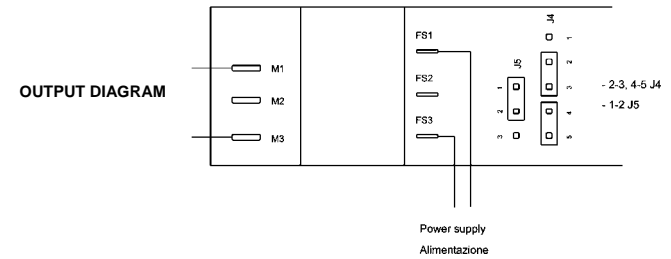 OUTPUT DIAGRAM
M1
M2
M3
FS1
FS2
FS3
J5
1
2
3
J4
1
2
3
4
5
- 2-3, 4-5 J4
- 1-2 J5
Power supply
Alimentazione